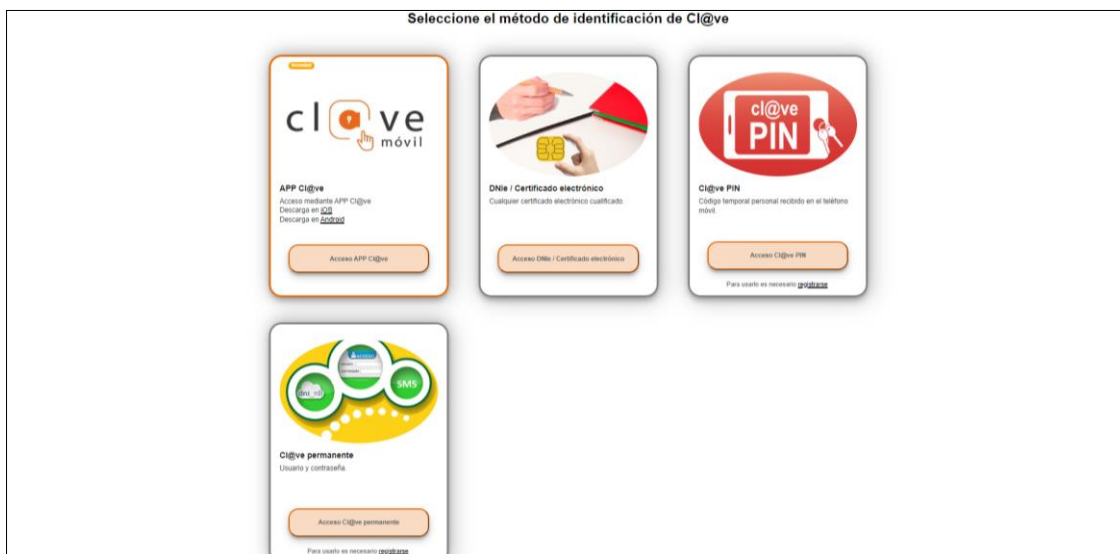 Seleccione el método de identificación de Cl@ve
cl@ve
móvil
APP Cl@ve
Acceso mediante APP Cl@ve
Descarga en iOS
Descarga en Android
Acceso APP Cl@ve
DNIe / Certificado electrónico
Cualquier certificado electrónico cualificado.
Acceso DNIe / Certificado electrónico
cl@ve
PIN
Cl@ve PIN
Código temporal personal recibido en el teléfono
móvil.
Acceso Cl@ve PIN
Para usarlo es necesario registrarse
SMS
Cl@ve permanente
Usuario y contraseña.
Acceso Cl@ve permanente
Para usarlo es necesario registrarse